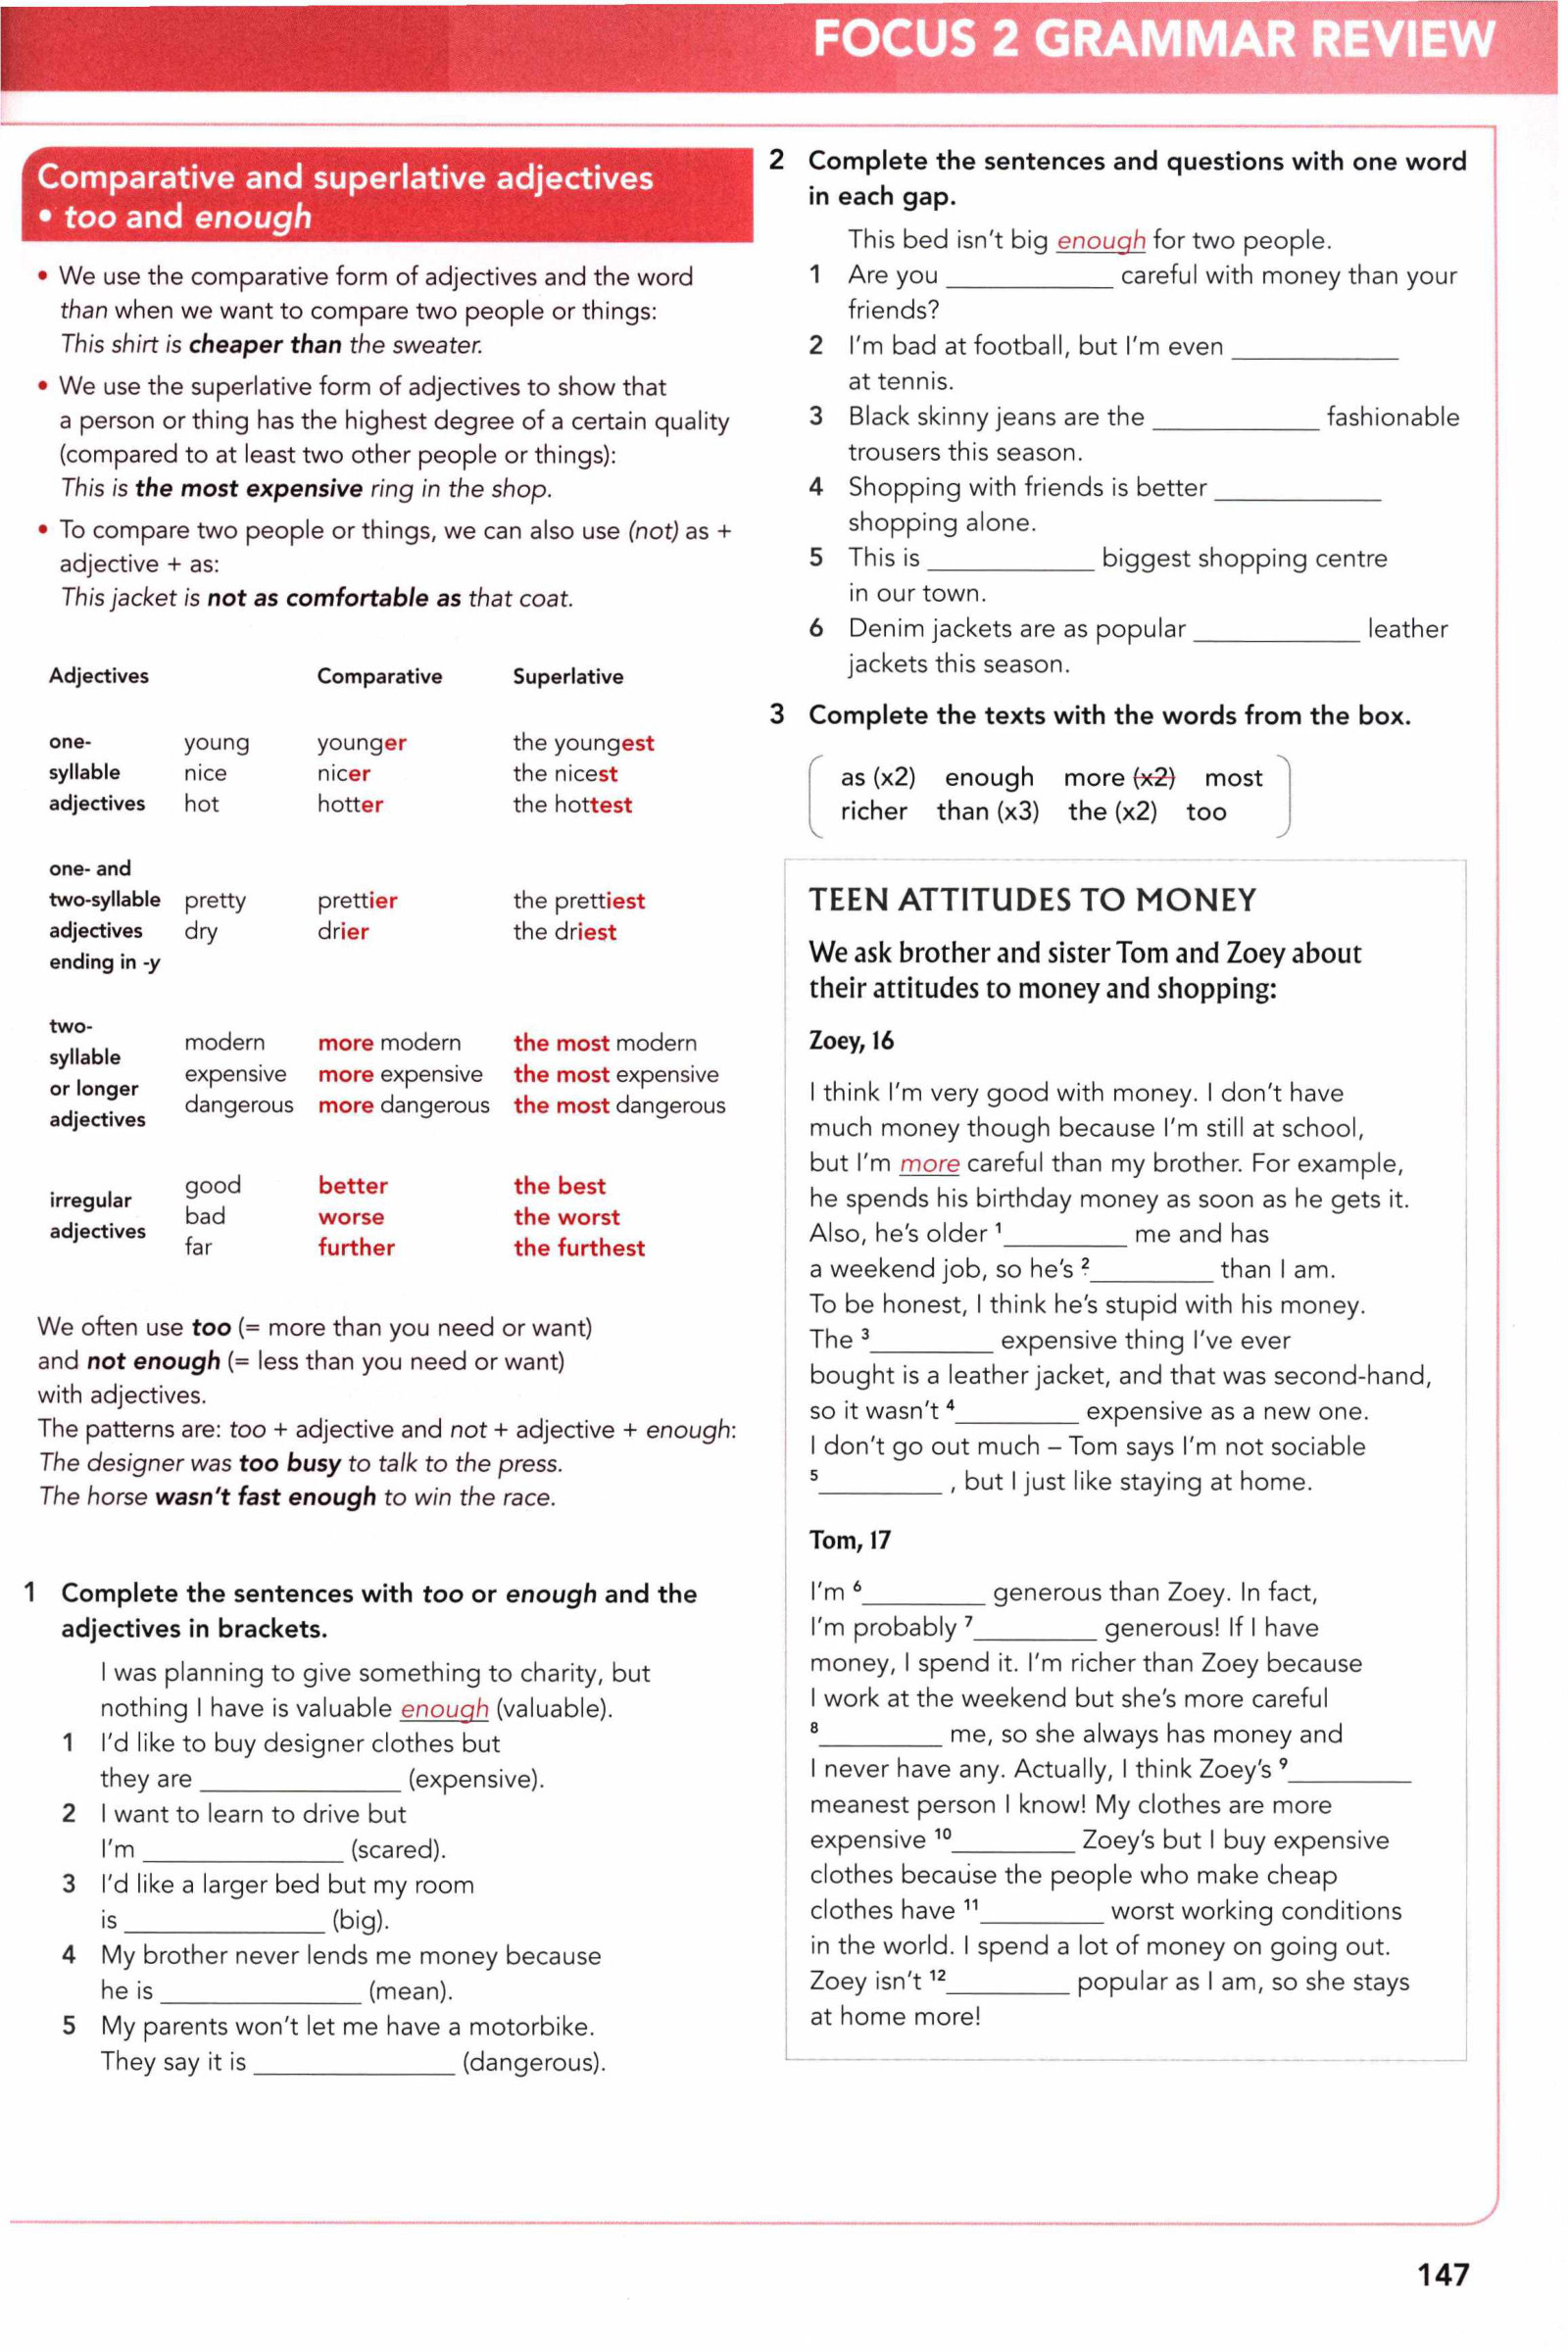 FOCUS 2 GRAMMAR REVIEW
Comparative and superlative adjectives
• too and enough
• We use the comparative form of adjectives and the word
than when we want to compare two people or things:
This shirt is cheaper than the sweater.
• We use the superlative form of adjectives to show that
a person or thing has the highest degree of a certain quality
(compared to at least two other people or things):
This is the most expensive ring in the shop.
• To compare two people or things, we can also use (not) as +
adjective + as:
This jacket is not as comfortable as that coat.
Adjectives Comparative Superlative
one- young younger the youngest
syllable nice nicer the nicest
adjectives hot hotter the hottest
one- and
two-syllable pretty prettier the prettiest
adjectives dry drier the driest
ending in -y
two-
syllable modern more modern the most modern
or longer expensive more expensive the most expensive
adjectives dangerous more dangerous the most dangerous
irregular good better the best
adjectives bad worse the worst
far further the furthest
We often use too (= more than you need or want)
and not enough (= less than you need or want)
with adjectives.
The patterns are: too + adjective and not + adjective + enough:
The designer was too busy to talk to the press.
The horse wasn't fast enough to win the race.
1 Complete the sentences with too or enough and the
adjectives in brackets.
I was planning to give something to charity, but
nothing I have is valuable enough (valuable).
1 I'd like to buy designer clothes but
they are ______ (expensive).
2 I want to learn to drive but
I'm ______ (scared).
3 I'd like a larger bed but my room
is ______ (big).
4 My brother never lends me money because
he is ______ (mean).
5 My parents won't let me have a motorbike.
They say it is ______ (dangerous).
2 Complete the sentences and questions with one word
in each gap.
This bed isn't big enough for two people.
1 Are you ______ careful with money than your
friends?
2 I'm bad at football, but I'm even ______
at tennis.
3 Black skinny jeans are the ______ fashionable
trousers this season.
4 Shopping with friends is better ______
shopping alone.
5 This is ______ biggest shopping centre
in our town.
6 Denim jackets are as popular ______ leather
jackets this season.
3 Complete the texts with the words from the box.
as (x2) enough more (x2) most
richer than (x3) the (x2) too
TEEN ATTITUDES TO MONEY
We ask brother and sister Tom and Zoey about
their attitudes to money and shopping:
Zoey, 16
I think I'm very good with money. I don't have
much money though because I'm still at school,
but I'm more careful than my brother. For example,
he spends his birthday money as soon as he gets it.
Also, he's older 1______ me and has
a weekend job, so he's 2______ than I am.
To be honest, I think he's stupid with his money.
The 3______ expensive thing I've ever
bought is a leather jacket, and that was second-hand,
so it wasn't 4______ expensive as a new one.
I don't go out much – Tom says I'm not sociable
5______ , but I just like staying at home.
Tom, 17
I'm 6______ generous than Zoey. In fact,
I'm probably 7______ generous! If I have
money, I spend it. I'm richer than Zoey because
I work at the weekend but she's more careful
8______ me, so she always has money and
I never have any. Actually, I think Zoey's 9______
meanest person I know! My clothes are more
expensive 10______ Zoey's but I buy expensive
clothes because the people who make cheap
clothes have 11______ worst working conditions
in the world. I spend a lot of money on going out.
Zoey isn't 12______ popular as I am, so she stays
at home more!
147